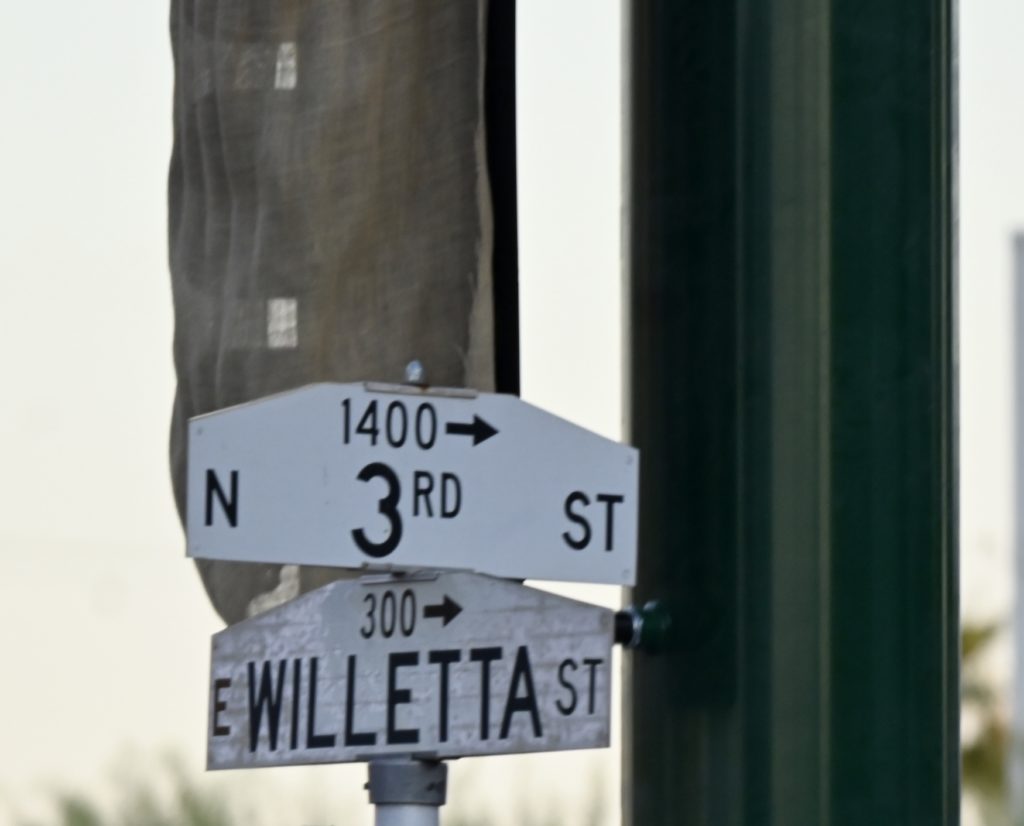 1400→
N 3RD ST
300→
E WILLETTA ST